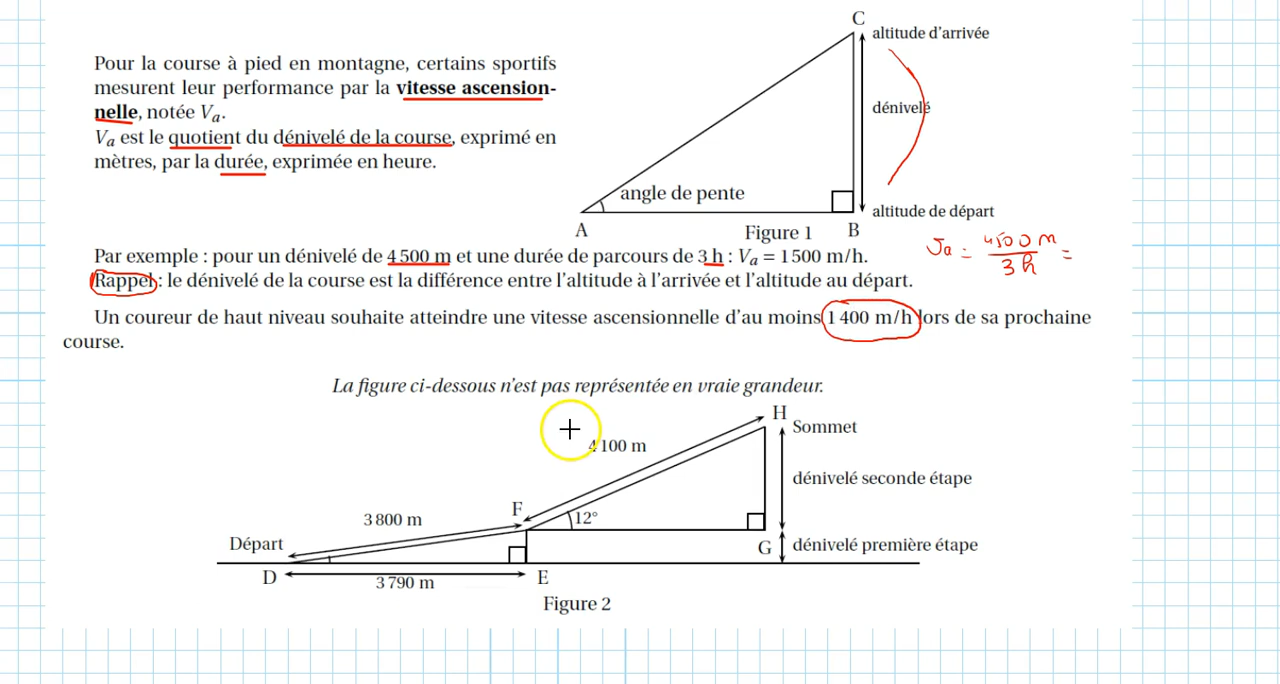 C
altitude d'arrivée
Pour la course à pied en montagne, certains sportifs
mesurent leur performance par la vitesse ascension-
nelle, notée Va.
Va est le quotient du dénivelé de la course, exprimé en
mètres, par la durée, exprimée en heure.
dénivelé
angle de pente
altitude de départ
A
Figure 1
B
Par exemple : pour un dénivelé de 4 500 m et une durée de parcours de 3 h : Va = 1 500 m/h.
Va = 4500 m / 3 h =
Rappel : le dénivelé de la course est la différence entre l'altitude à l'arrivée et l'altitude au départ.
Un coureur de haut niveau souhaite atteindre une vitesse ascensionnelle d'au moins 1 400 m/h lors de sa prochaine
course.
La figure ci-dessous n'est pas représentée en vraie grandeur.
H
Sommet
4 100 m
dénivelé seconde étape
F
12°
3 800 m
Départ
G
dénivelé première étape
D
3 790 m
E
Figure 2